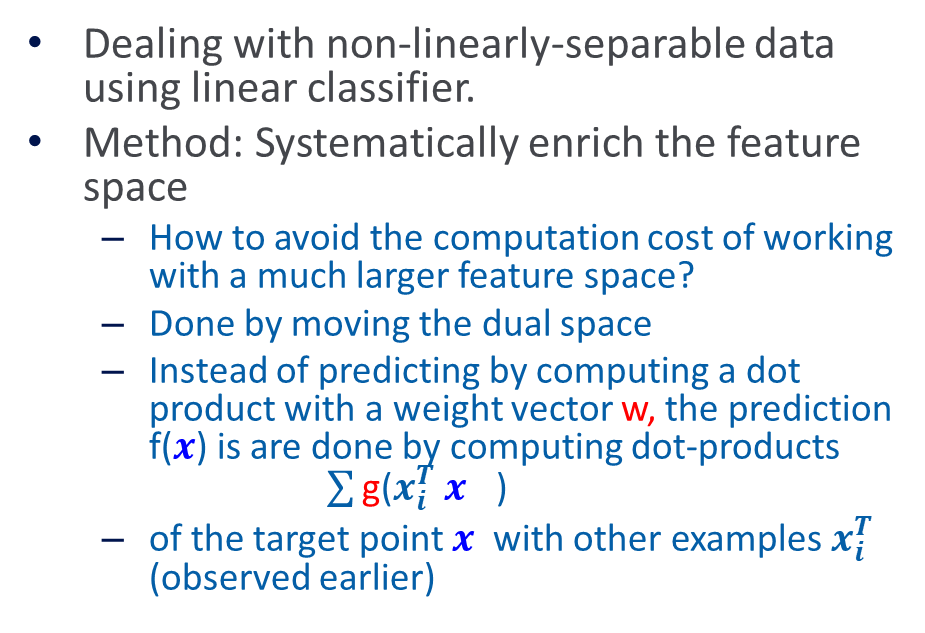 • Dealing with non-linearly-separable data
using linear classifier.
• Method: Systematically enrich the feature
space
– How to avoid the computation cost of working
with a much larger feature space?
– Done by moving the dual space
– Instead of predicting by computing a dot
product with a weight vector w, the prediction
f(x) is are done by computing dot-products
∑ g(x_i^T x )
– of the target point x with other examples x_i^T
(observed earlier)